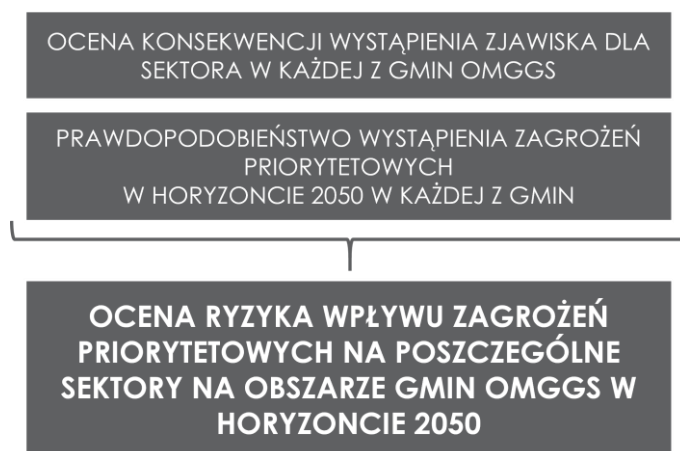 OCENA KONSEKWENCJI WYSTĄPIENIA ZJAWISKA DLA
SEKTORA W KAŻDEJ Z GMIN OMGGS
PRAWDOPODOBIEŃSTWO WYSTĄPIENIA ZAGROŻEŃ
PRIORYTETOWYCH
W HORYZONCIE 2050 W KAŻDEJ Z GMIN
OCENA RYZYKA WPŁYWU ZAGROŻEŃ
PRIORYTETOWYCH NA POSZCZEGÓLNE
SEKTORY NA OBSZARZE GMIN OMGGS W
HORYZONCIE 2050